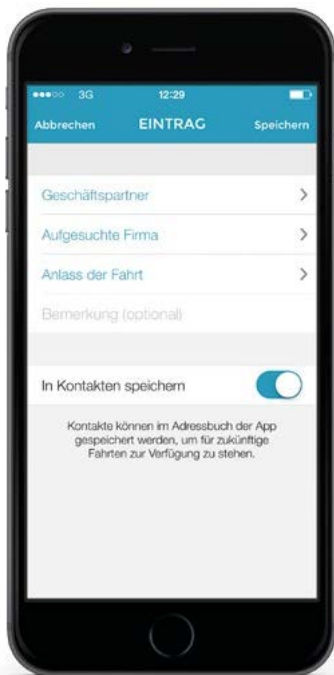 3G 12:29
Abbrechen EINTRAG Speichern
Geschäftspartner
Aufgesuchte Firma
Anlass der Fahrt
Bemerkung (optional)
In Kontakten speichern
Kontakte können im Adressbuch der App
gespeichert werden, um für zukünftige
Fahrten zur Verfügung zu stehen.